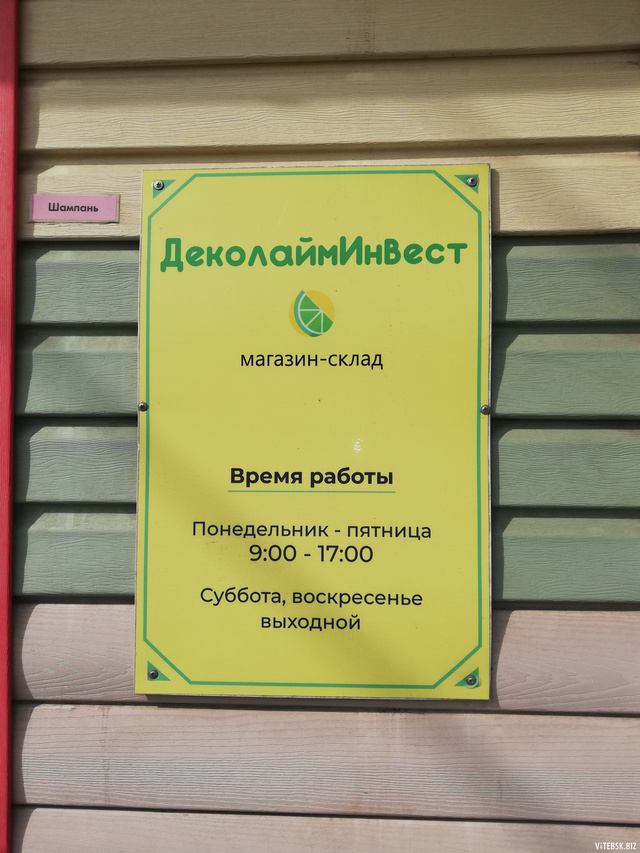 Шампань
ДеколаймИнвест
магазин-склад
Время работы
Понедельник - пятница
9:00 - 17:00
Суббота, воскресенье
выходной
ViTEBSK.BIZ